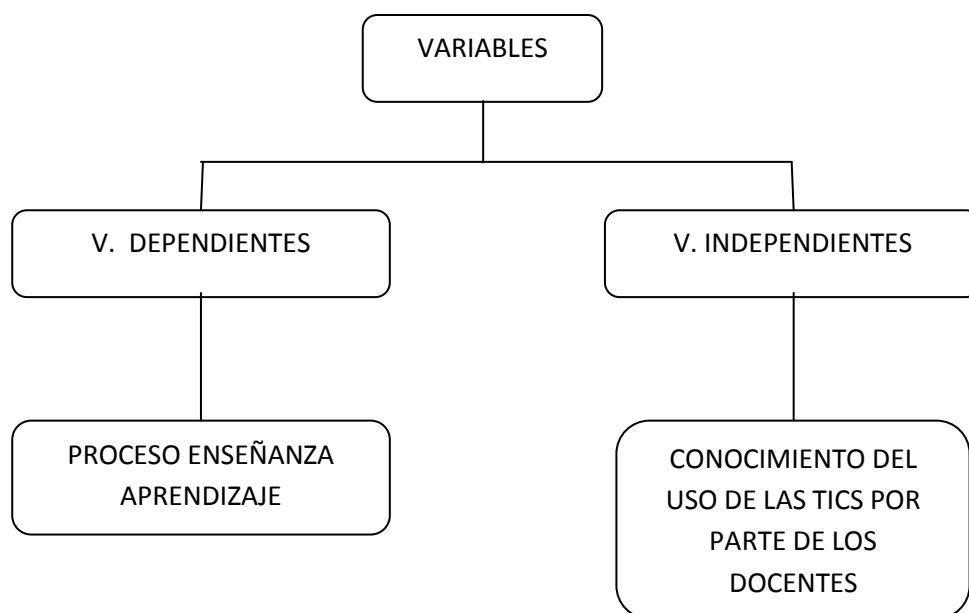 VARIABLES
V. DEPENDIENTES
V. INDEPENDIENTES
PROCESO ENSEÑANZA
APRENDIZAJE
CONOCIMIENTO DEL
USO DE LAS TICS POR
PARTE DE LOS
DOCENTES